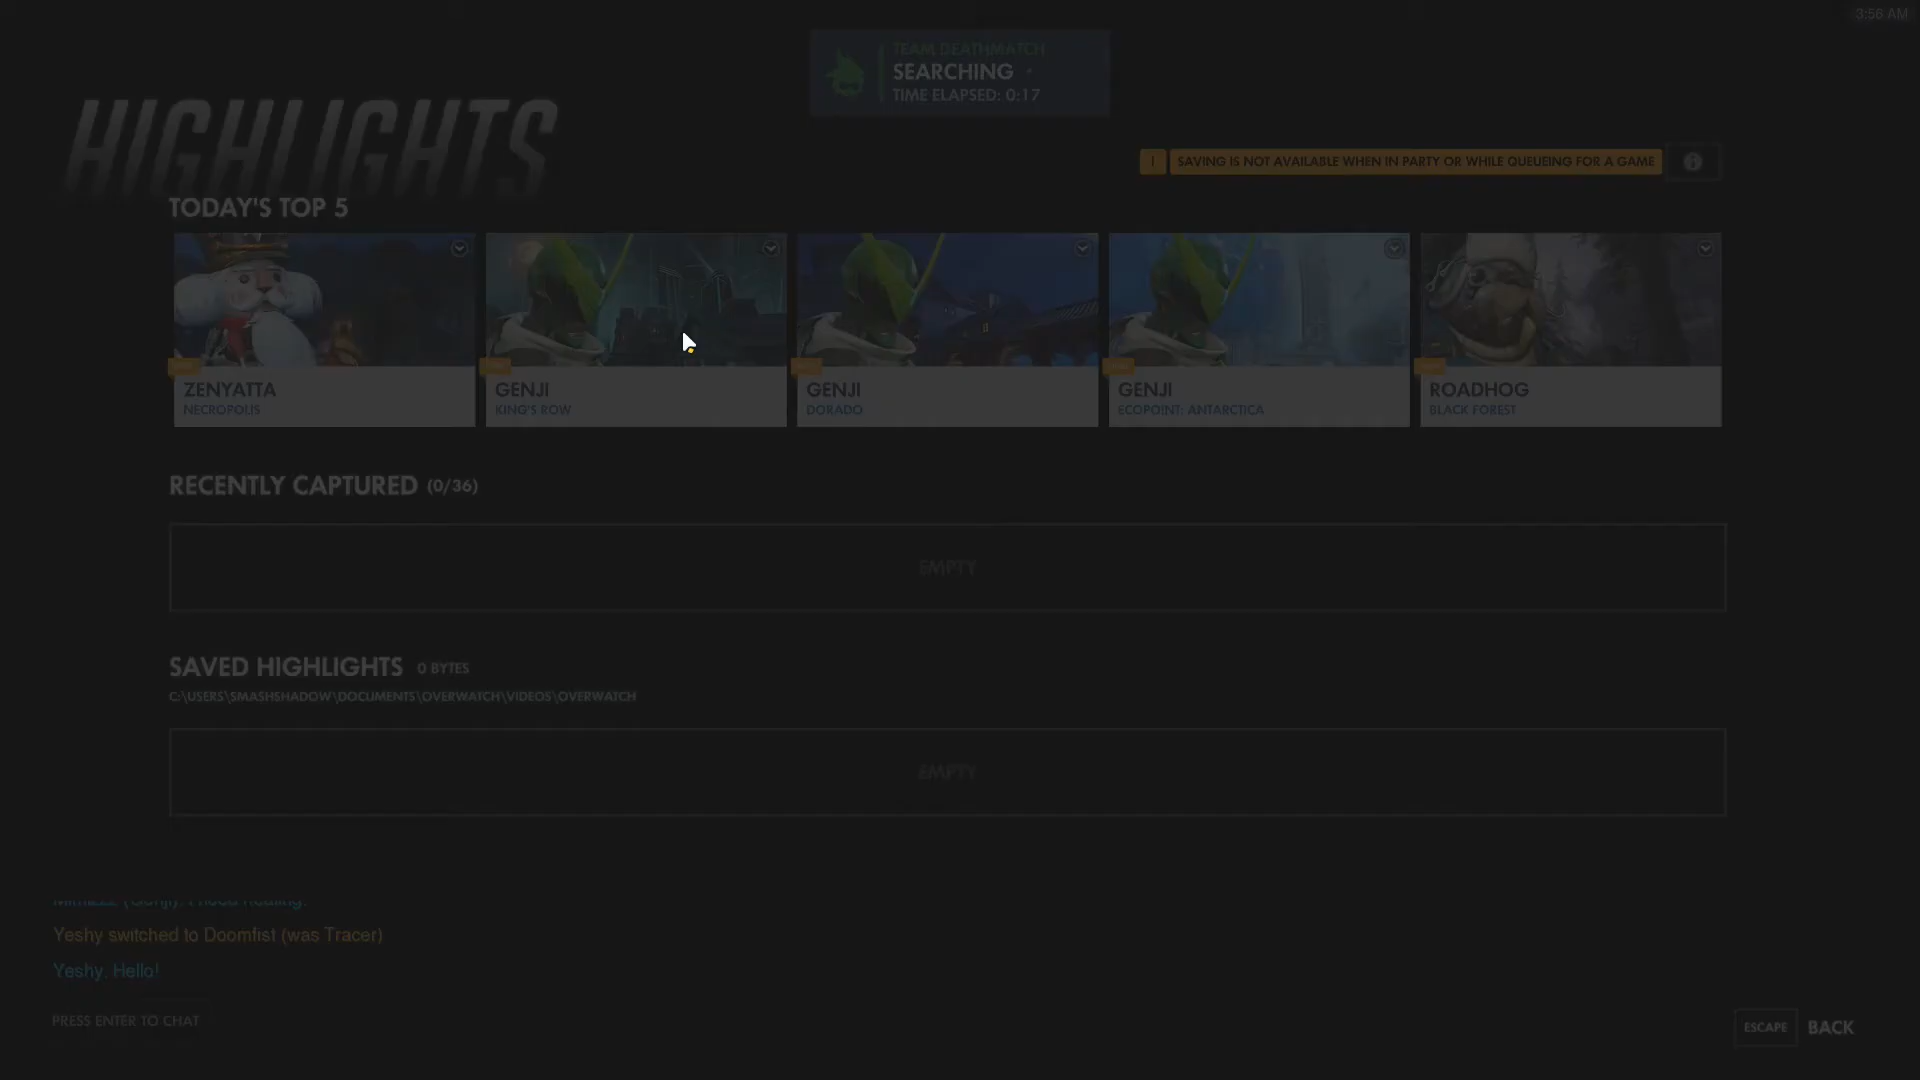 3:56 AM
TEAM DEATHMATCH
SEARCHING
TIME ELAPSED: 0:17
HIGHLIGHTS
! SAVING IS NOT AVAILABLE WHEN IN PARTY OR WHILE QUEUEING FOR A GAME
TODAY'S TOP 5
ZENYATTA
NECROPOLIS
GENJI
KING'S ROW
GENJI
DORADO
GENJI
ECOPOINT: ANTARCTICA
ROADHOG
BLACK FOREST
RECENTLY CAPTURED (0/36)
EMPTY
SAVED HIGHLIGHTS 0 BYTES
C:\USERS\SMASHSHADOW\DOCUMENTS\OVERWATCH\VIDEOS\OVERWATCH
EMPTY
(Genji): I need healing!
Yeshy switched to Doomfist (was Tracer)
Yeshy: Hello!
PRESS ENTER TO CHAT
ESCAPE BACK